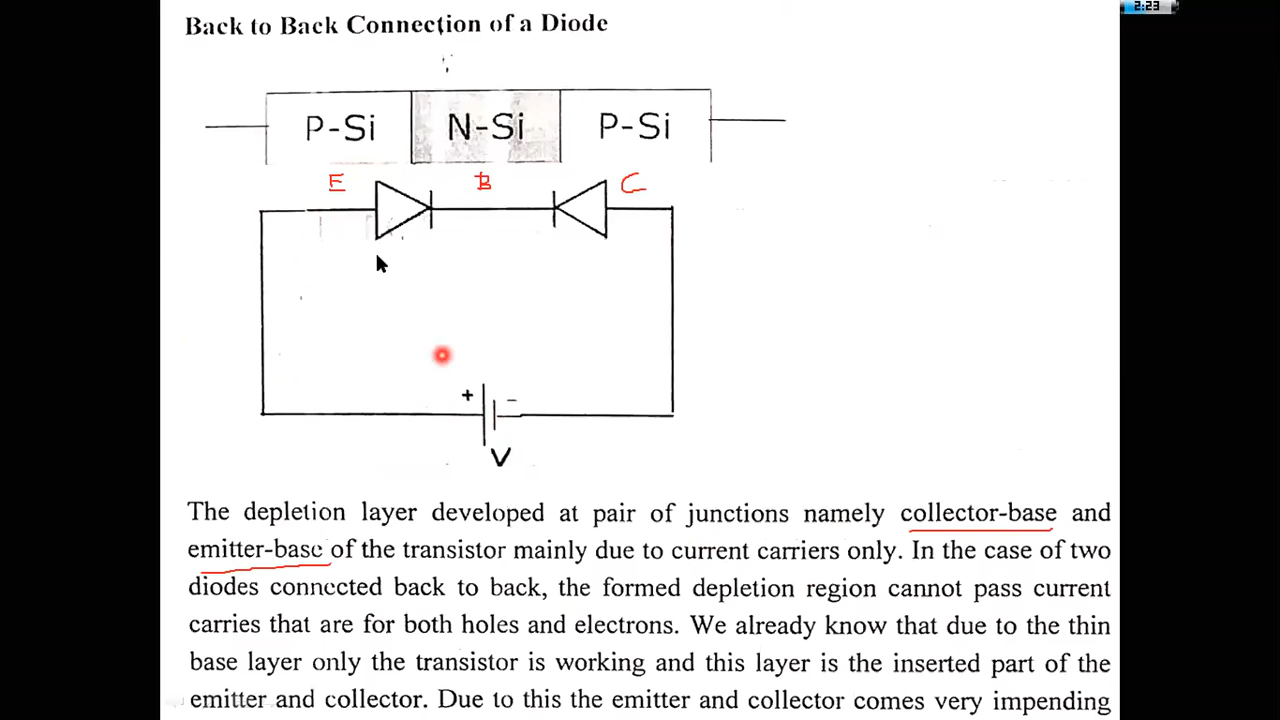 2:23
Back to Back Connection of a Diode
P-Si N-Si P-Si
E B C
+ -
V
The depletion layer developed at pair of junctions namely collector-base and
emitter-base of the transistor mainly due to current carriers only. In the case of two
diodes connected back to back, the formed depletion region cannot pass current
carries that are for both holes and electrons. We already know that due to the thin
base layer only the transistor is working and this layer is the inserted part of the
emitter and collector. Due to this the emitter and collector comes very impending